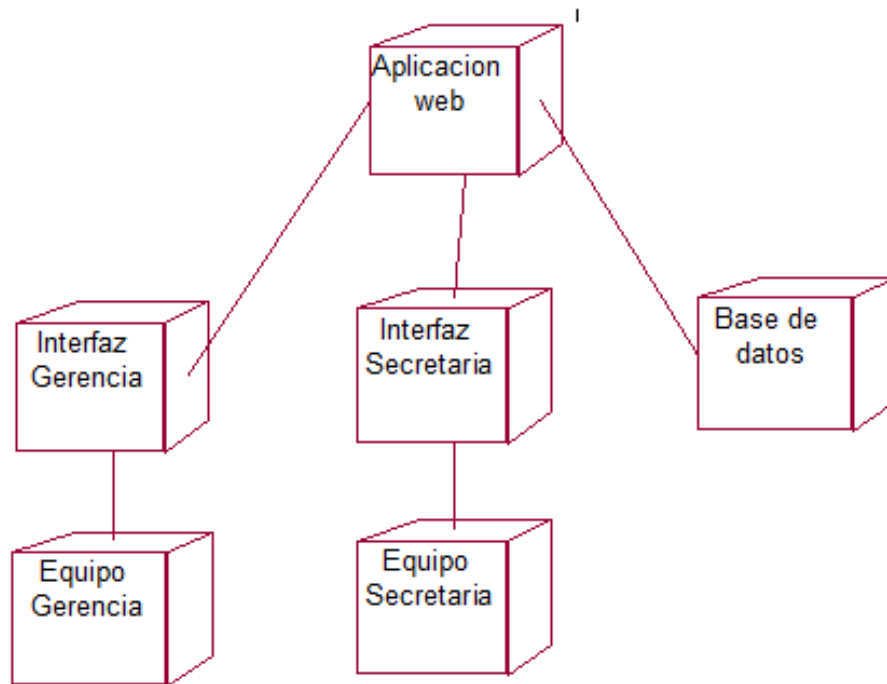 Aplicacion
web
Interfaz
Gerencia
Interfaz
Secretaria
Base de
datos
Equipo
Gerencia
Equipo
Secretaria